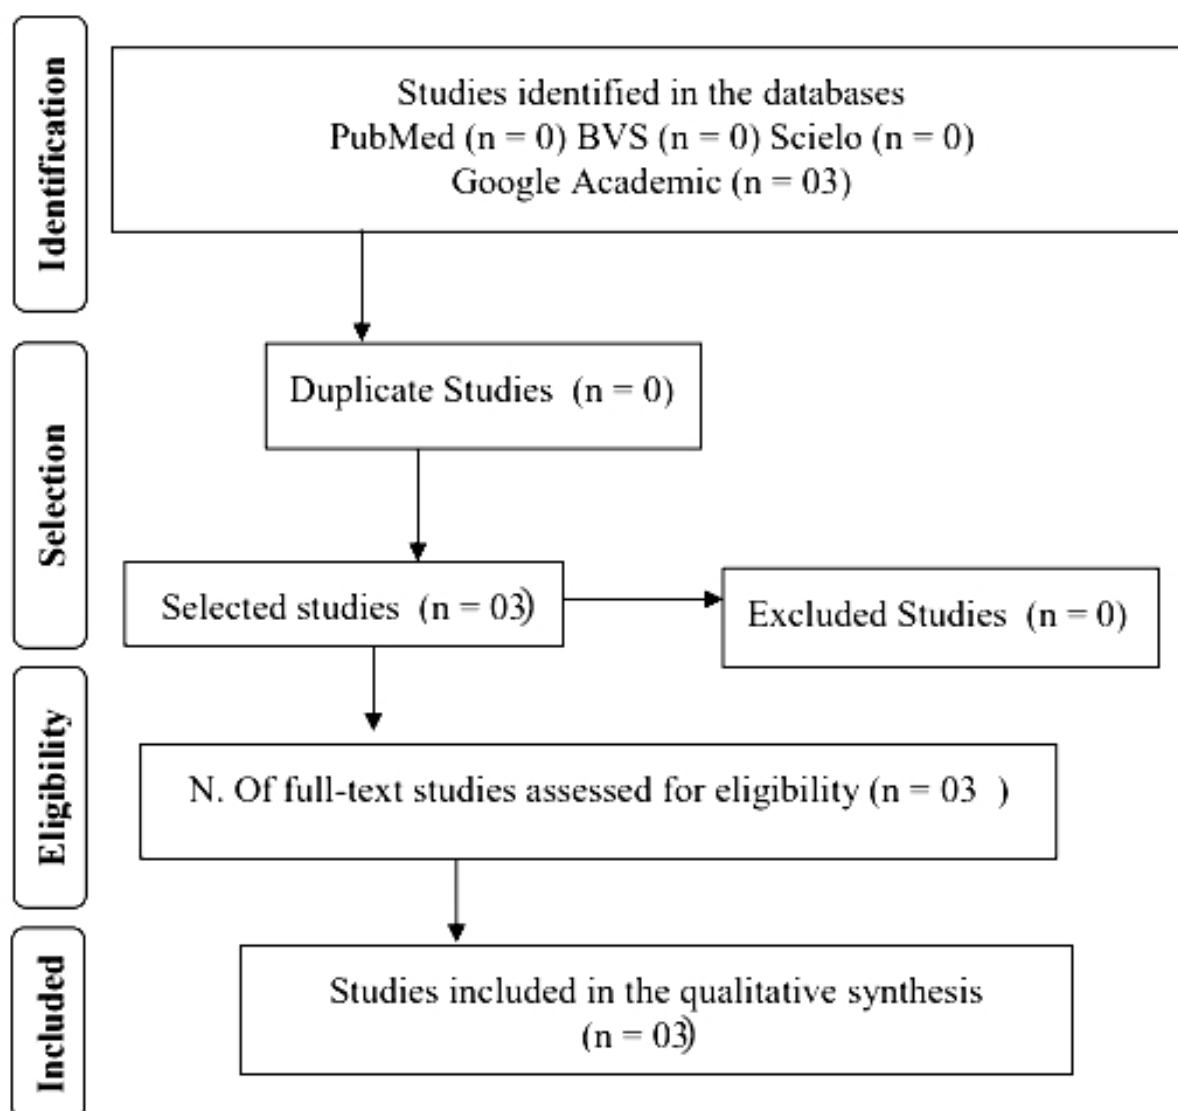 Identification
Studies identified in the databases
PubMed (n = 0) BVS (n = 0) Scielo (n = 0)
Google Academic (n = 03)
Selection
Duplicate Studies (n = 0)
Selected studies (n = 03)
Excluded Studies (n = 0)
Eligibility
N. Of full-text studies assessed for eligibility (n = 03 )
Included
Studies included in the qualitative synthesis
(n = 03)